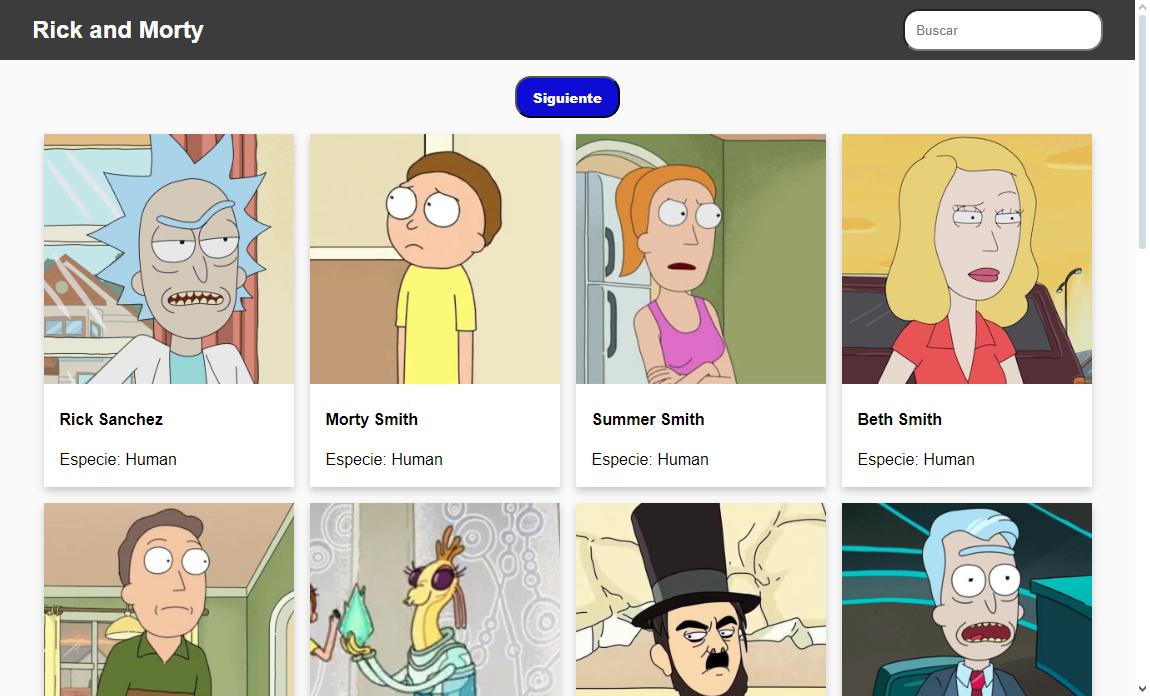 Rick and Morty
Buscar
Siguiente
Rick Sanchez
Especie: Human
Morty Smith
Especie: Human
Summer Smith
Especie: Human
Beth Smith
Especie: Human